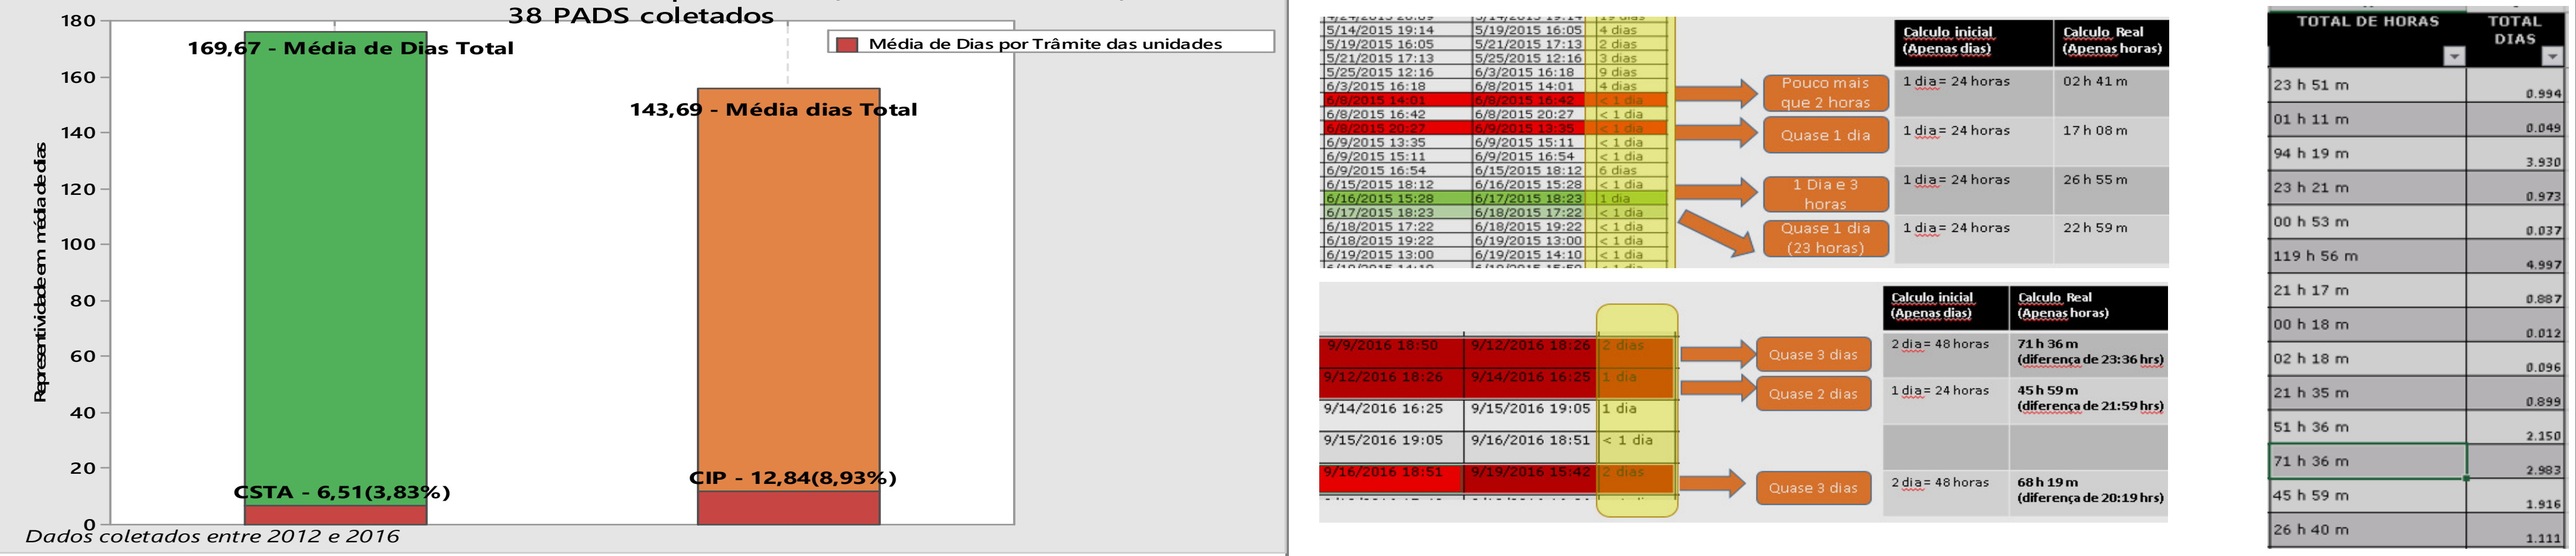 38 PADS coletados
180
160
140
120
100
80
60
40
20
0
Representividade em média de dias
169,67 - Média de Dias Total
143,69 - Média dias Total
Média de Dias por Trâmite das unidades
CSTA - 6,51(3,83%)
CIP - 12,84(8,93%)
Dados coletados entre 2012 e 2016
5/14/2015 19:14 5/19/2015 16:05 4 dias
5/19/2015 16:05 5/21/2015 17:13 2 dias
5/21/2015 17:13 5/25/2015 12:16 3 dias
5/25/2015 12:16 6/3/2015 16:18 9 dias
6/3/2015 16:18 6/8/2015 14:01 4 dias
6/8/2015 14:01 6/8/2015 16:42 < 1 dia
6/8/2015 16:42 6/8/2015 20:27 < 1 dia
6/8/2015 20:27 6/9/2015 13:35 < 1 dia
6/9/2015 13:35 6/9/2015 15:11 < 1 dia
6/9/2015 15:11 6/9/2015 16:54 < 1 dia
6/9/2015 16:54 6/15/2015 18:12 6 dias
6/15/2015 18:12 6/16/2015 15:28 < 1 dia
6/16/2015 15:28 6/17/2015 18:23 1 dia
6/17/2015 18:23 6/18/2015 17:22 < 1 dia
6/18/2015 17:22 6/18/2015 19:22 < 1 dia
6/18/2015 19:22 6/19/2015 13:00 < 1 dia
6/19/2015 13:00 6/19/2015 14:10 < 1 dia
Pouco mais
que 2 horas
Quase 1 dia
1 Dia e 3
horas
Quase 1 dia
(23 horas)
Calculo inicial
(Apenas dias)
Calculo Real
(Apenas horas)
1 dia= 24 horas 02 h 41 m
1 dia= 24 horas 17 h 08 m
1 dia= 24 horas 26 h 55 m
1 dia= 24 horas 22 h 59 m
9/9/2016 18:50 9/12/2016 18:26 2 dias
9/12/2016 18:26 9/14/2016 16:25 1 dia
9/14/2016 16:25 9/15/2016 19:05 1 dia
9/15/2016 19:05 9/16/2016 18:51 < 1 dia
9/16/2016 18:51 9/19/2016 15:42 2 dias
Quase 3 dias
Quase 2 dias
Quase 3 dias
Calculo inicial
(Apenas dias)
Calculo Real
(Apenas horas)
2 dia= 48 horas 71 h 36 m
(diferença de 23:36 hrs)
1 dia= 24 horas 45 h 59 m
(diferença de 21:59 hrs)
2 dia= 48 horas 68 h 19 m
(diferença de 20:19 hrs)
TOTAL DE HORAS
TOTAL
DIAS
23 h 51 m 0.994
01 h 11 m 0.049
94 h 19 m 3.930
23 h 21 m 0.973
00 h 53 m 0.037
119 h 56 m 4.997
21 h 17 m 0.887
00 h 18 m 0.012
02 h 18 m 0.096
21 h 35 m 0.899
51 h 36 m 2.150
71 h 36 m 2.983
45 h 59 m 1.916
26 h 40 m 1.111